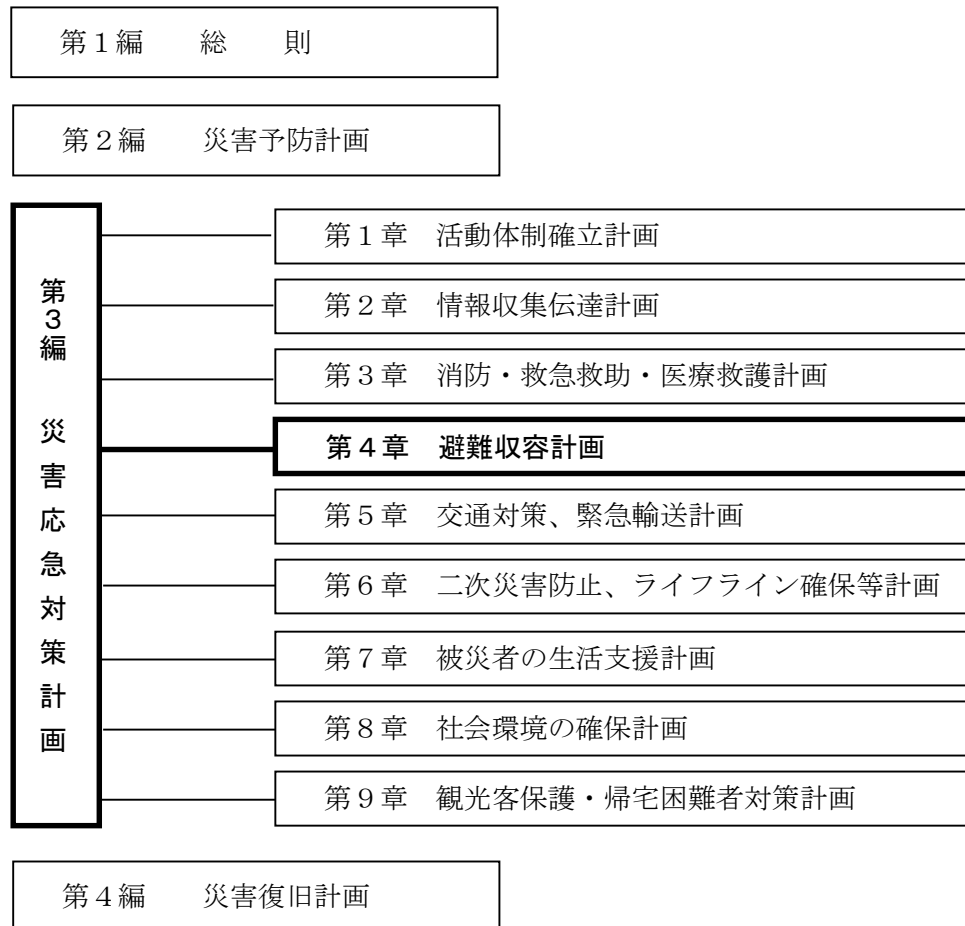 第１編　　総　　則
第２編　　災害予防計画
第３編　災害応急対策計画
第１章　活動体制確立計画
第２章　情報収集伝達計画
第３章　消防・救急救助・医療救護計画
第４章　避難収容計画
第５章　交通対策、緊急輸送計画
第６章　二次災害防止、ライフライン確保等計画
第７章　被災者の生活支援計画
第８章　社会環境の確保計画
第９章　観光客保護・帰宅困難者対策計画
第４編　　災害復旧計画